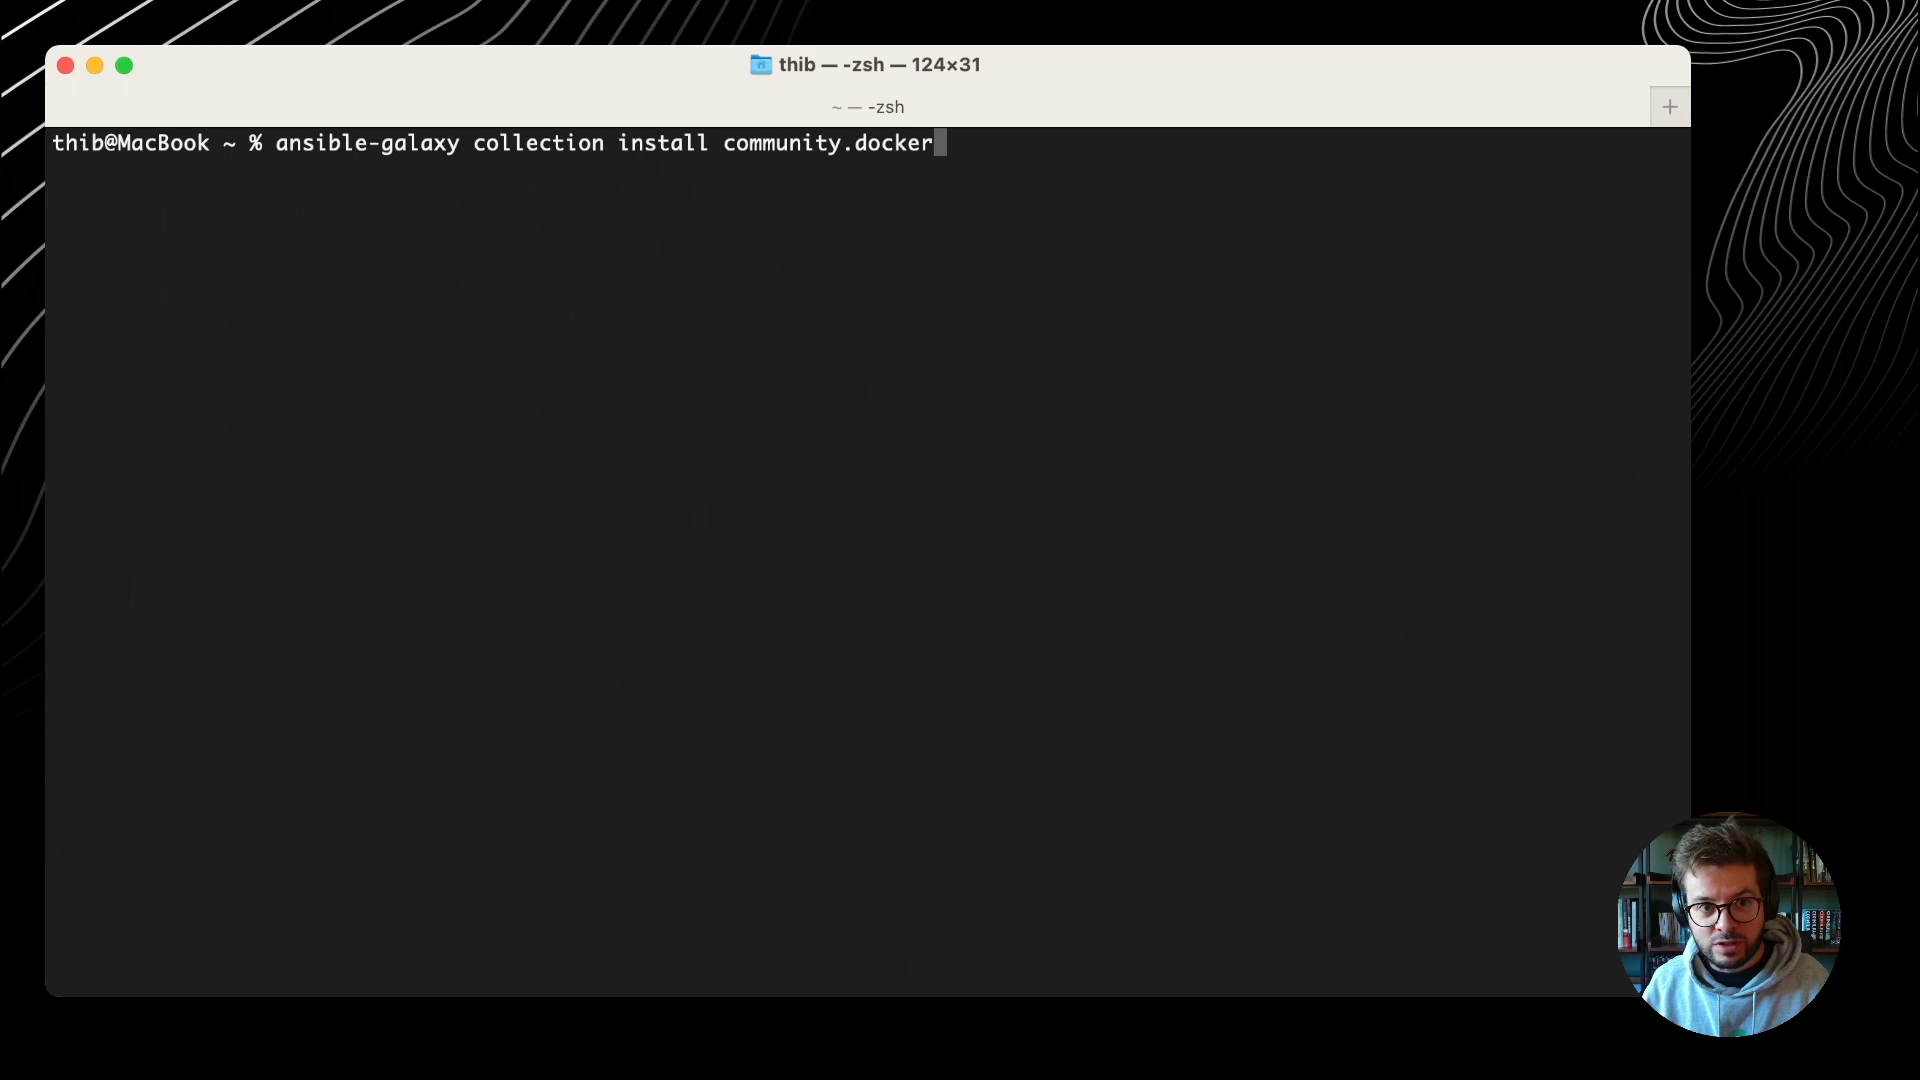 thib — -zsh — 124×31
~ — -zsh
thib@MacBook ~ % ansible-galaxy collection install community.docker